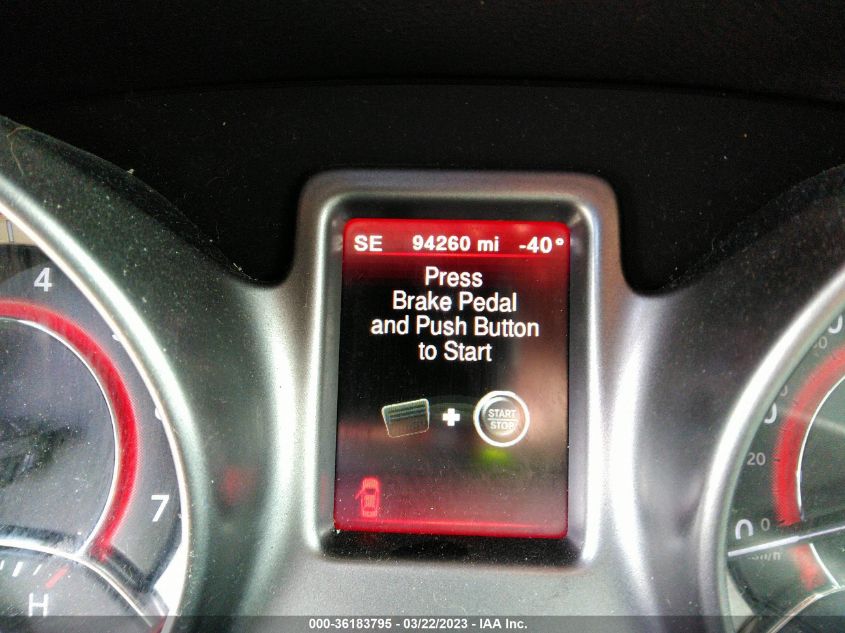 SE 94260 mi -40°
Press
Brake Pedal
and Push Button
to Start
START
STOP
4
7
H
20
0
0
000-36183795 - 03/22/2023 - IAA Inc.